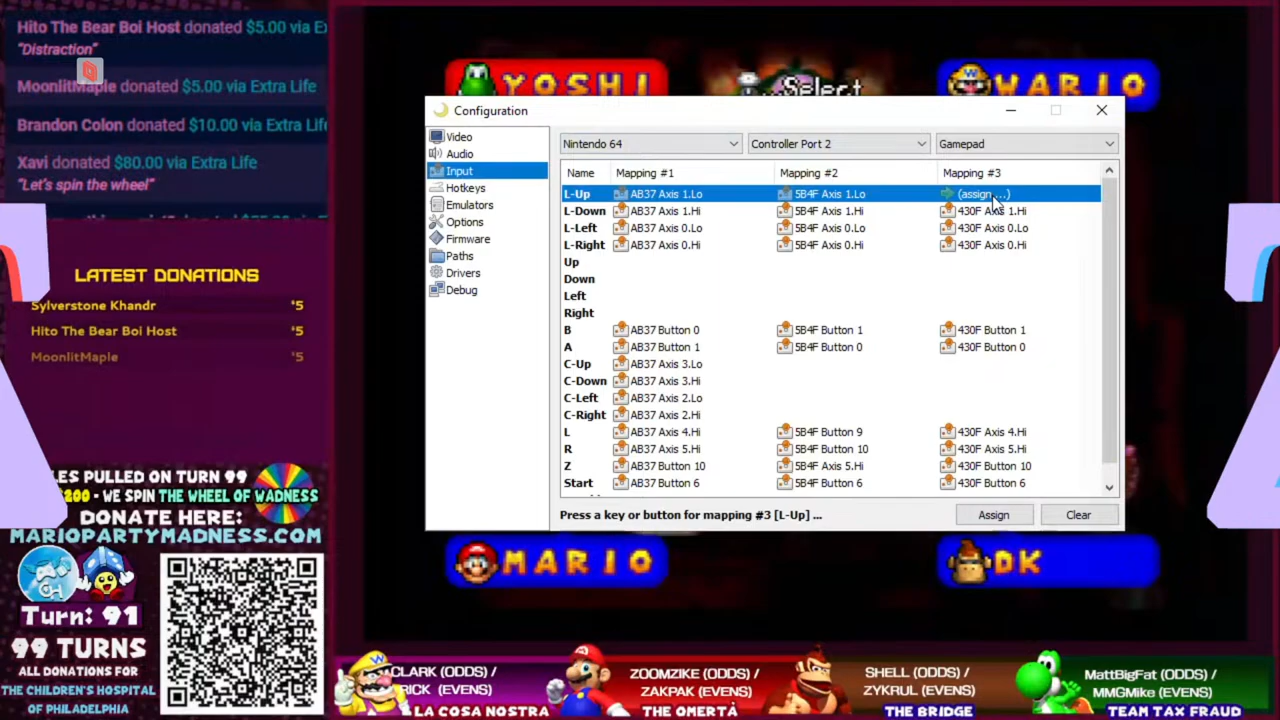 Hito The Bear Boi Host donated $5.00 via Ex
"Distraction"
MoonlitMaple donated $5.00 via Extra Life
Brandon Colon donated $10.00 via Extra Life
Xavi donated $80.00 via Extra Life
"Let's spin the wheel"
LATEST DONATIONS
Sylverstone Khandr $5
Hito The Bear Boi Host $5
MoonlitMaple $5
LES PULLED ON TURN 99
$200 - WE SPIN THE WHEEL OF WADNESS
DONATE HERE:
MARIOPARTYMADNESS.COM
Turn: 91
99 TURNS
ALL DONATIONS FOR
THE CHILDREN'S HOSPITAL
OF PHILADELPHIA
YOSHI
Select
WARIO
Configuration
Video
Audio
Input
Hotkeys
Emulators
Options
Firmware
Paths
Drivers
Debug
Nintendo 64 Controller Port 2 Gamepad
Name Mapping #1 Mapping #2 Mapping #3
L-Up AB37 Axis 1.Lo 5B4F Axis 1.Lo (assign ...)
L-Down AB37 Axis 1.Hi 5B4F Axis 1.Hi 430F Axis 1.Hi
L-Left AB37 Axis 0.Lo 5B4F Axis 0.Lo 430F Axis 0.Lo
L-Right AB37 Axis 0.Hi 5B4F Axis 0.Hi 430F Axis 0.Hi
Up
Down
Left
Right
B AB37 Button 0 5B4F Button 1 430F Button 1
A AB37 Button 1 5B4F Button 0 430F Button 0
C-Up AB37 Axis 3.Lo
C-Down AB37 Axis 3.Hi
C-Left AB37 Axis 2.Lo
C-Right AB37 Axis 2.Hi
L AB37 Axis 4.Hi 5B4F Button 9 430F Axis 4.Hi
R AB37 Axis 5.Hi 5B4F Button 10 430F Axis 5.Hi
Z AB37 Button 10 5B4F Axis 5.Hi 430F Button 10
Start AB37 Button 6 5B4F Button 6 430F Button 6
Press a key or button for mapping #3 [L-Up] ...
Assign
Clear
MARIO
DK
CLARK (ODDS) /
RICK (EVENS)
LA COSA NOSTRA
ZOOMZIKE (ODDS) /
ZAKPAK (EVENS)
THE OMERTÀ
SHELL (ODDS) /
ZYKRUL (EVENS)
THE BRIDGE
MattBigFat (ODDS) /
MMGMike (EVENS)
TEAM TAX FRAUD